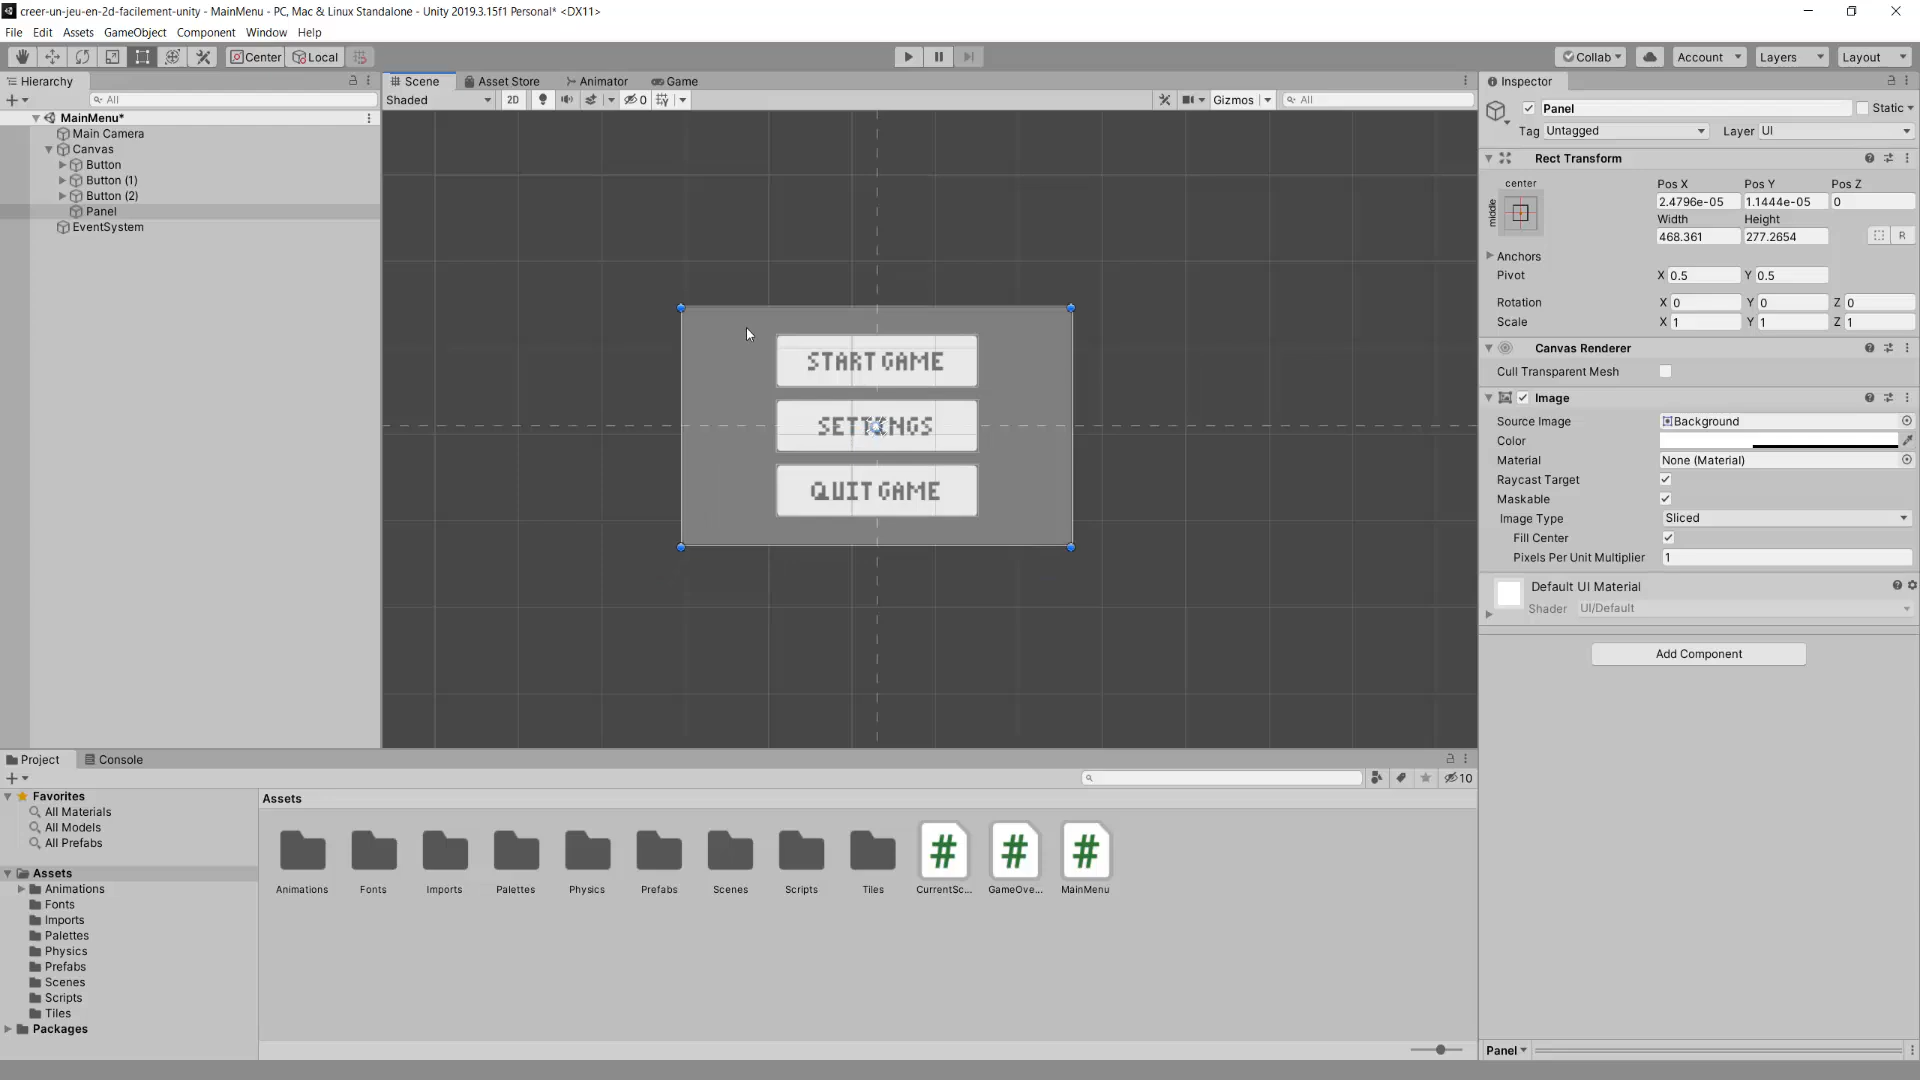 creer-un-jeu-en-2d-facilement-unity - MainMenu - PC, Mac & Linux Standalone - Unity 2019.3.15f1 Personal* <DX11>
File Edit Assets GameObject Component Window Help
Center Local Collab Account Layers Layout
Hierarchy
All
MainMenu*
Main Camera
Canvas
Button
Button (1)
Button (2)
Panel
EventSystem
Scene Asset Store Animator Game
Shaded 2D 0 Gizmos All
START GAME
SETTINGS
QUIT GAME
Inspector
Panel Static
Tag Untagged Layer UI
Rect Transform
center
middle
Pos X Pos Y Pos Z
2.4796e-05 1.1444e-05 0
Width Height
468.361 277.2654 R
Anchors
Pivot X 0.5 Y 0.5
Rotation X 0 Y 0 Z 0
Scale X 1 Y 1 Z 1
Canvas Renderer
Cull Transparent Mesh
Image
Source Image Background
Color
Material None (Material)
Raycast Target
Maskable
Image Type Sliced
Fill Center
Pixels Per Unit Multiplier 1
Default UI Material
Shader UI/Default
Add Component
Panel
Project Console
10
Favorites
All Materials
All Models
All Prefabs
Assets
Animations
Fonts
Imports
Palettes
Physics
Prefabs
Scenes
Scripts
Tiles
Packages
Assets
Animations Fonts Imports Palettes Physics Prefabs Scenes Scripts Tiles CurrentSc... GameOve... MainMenu